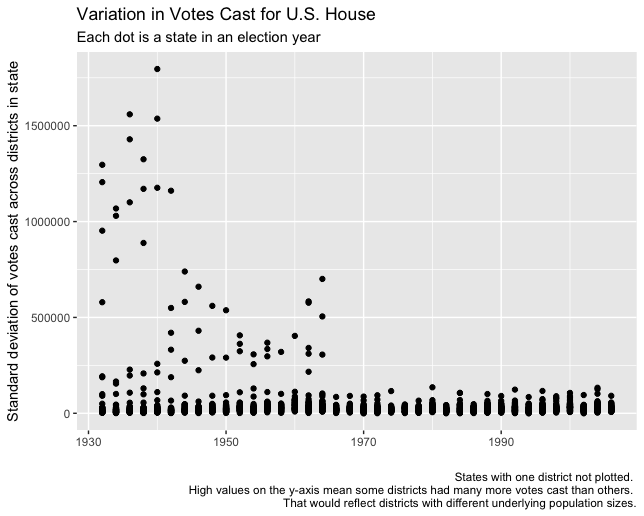 Variation in Votes Cast for U.S. House
Each dot is a state in an election year
Standard deviation of votes cast across districts in state
1500000
1000000
500000
0
1930
1950
1970
1990
States with one district not plotted.
High values on the y-axis mean some districts had many more votes cast than others.
That would reflect districts with different underlying population sizes.